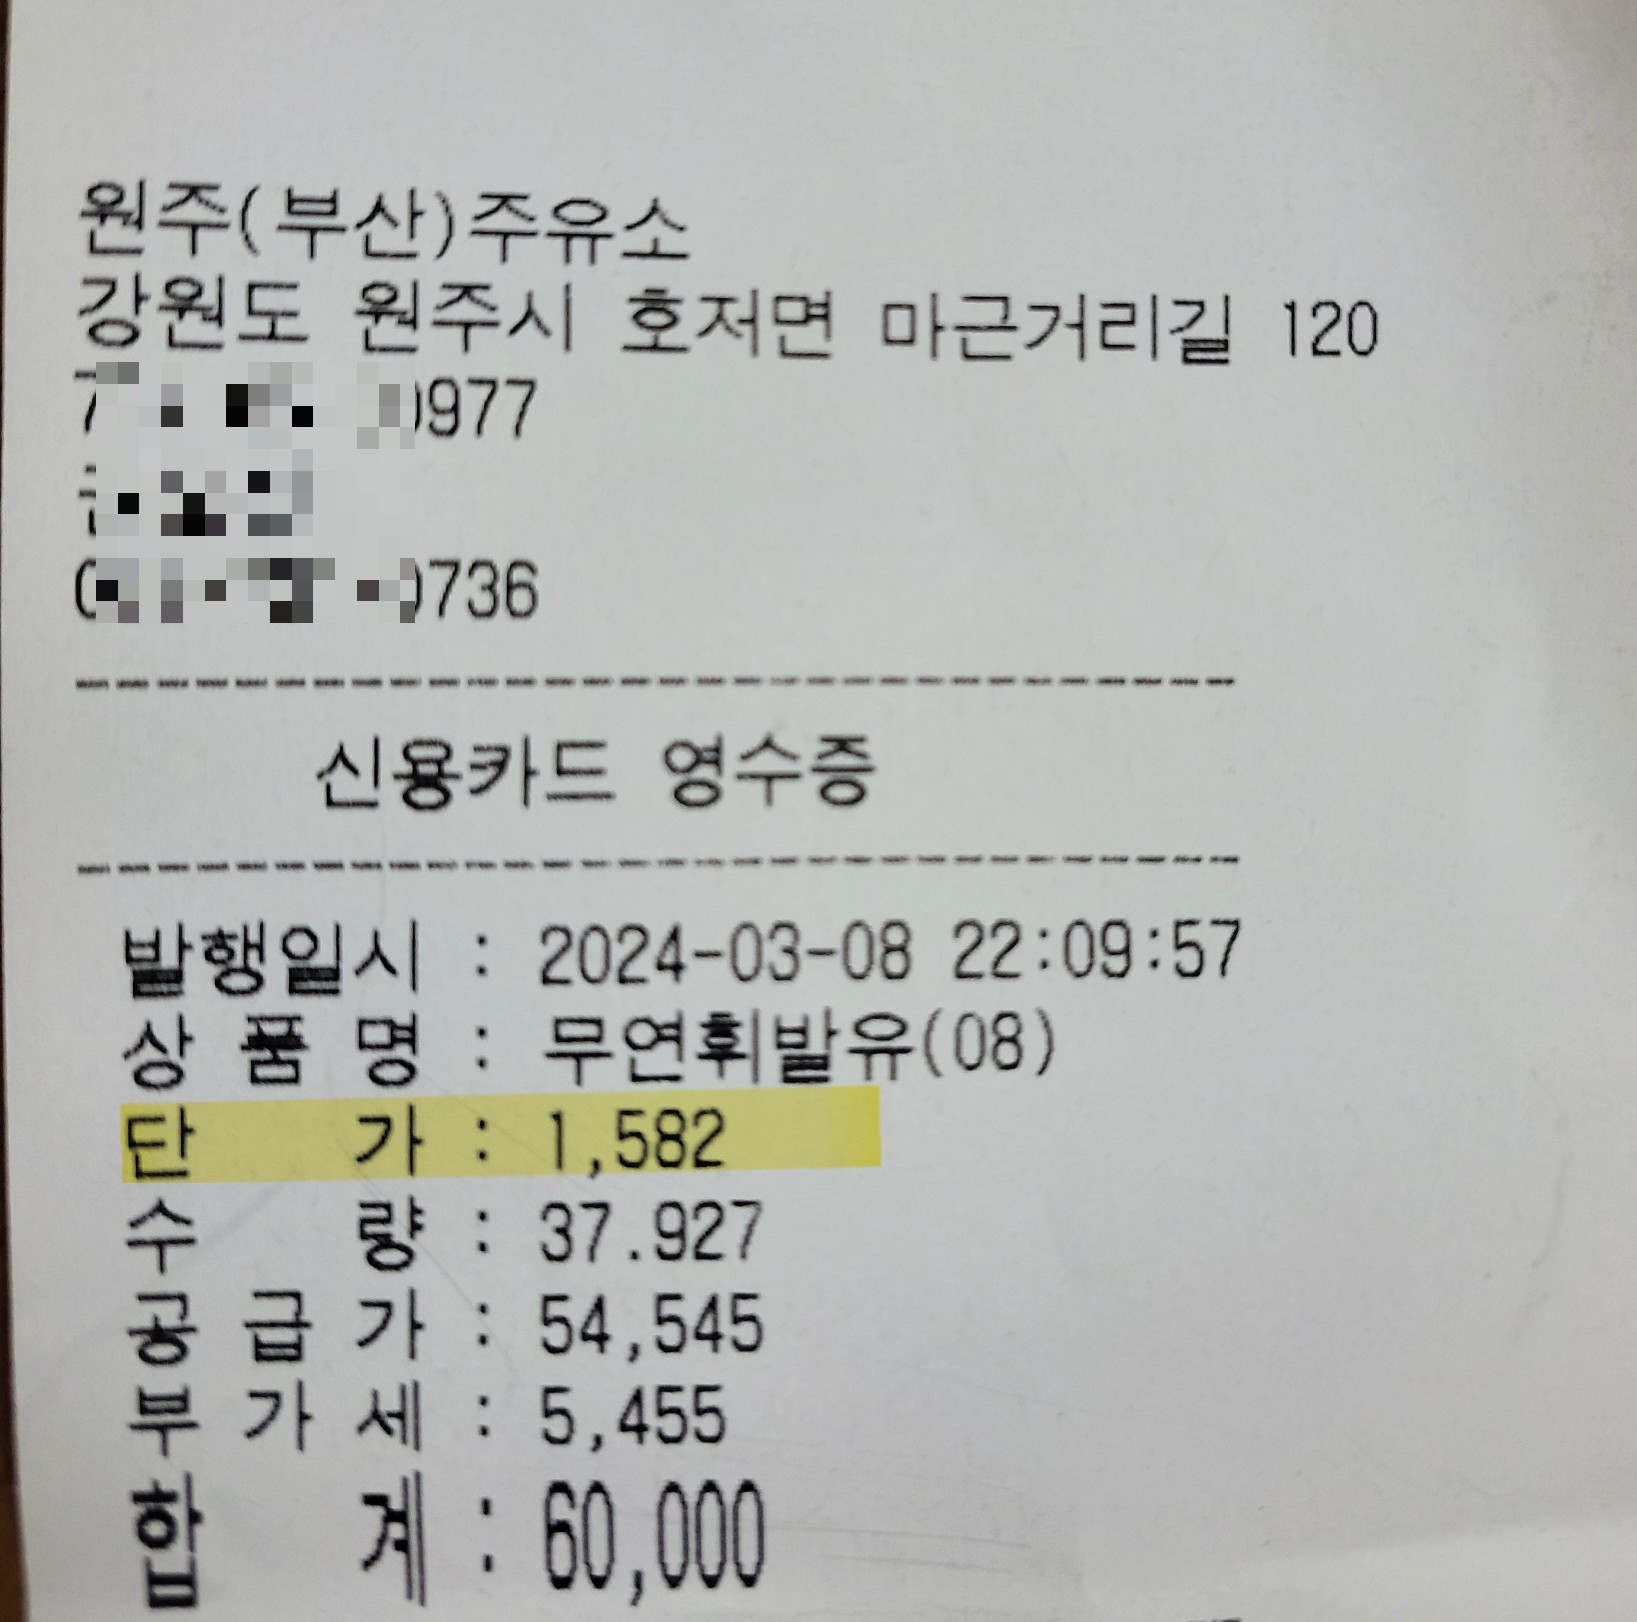 원주(부산)주유소
강원도 원주시 호저면 마근거리길 120
977
736
신용카드 영수증
발행일시 : 2024-03-08 22:09:57
상 품 명 : 무연휘발유(08)
단 가 : 1,582
수 량 : 37.927
공 급 가 : 54,545
부 가 세 : 5,455
합 계 : 60,000